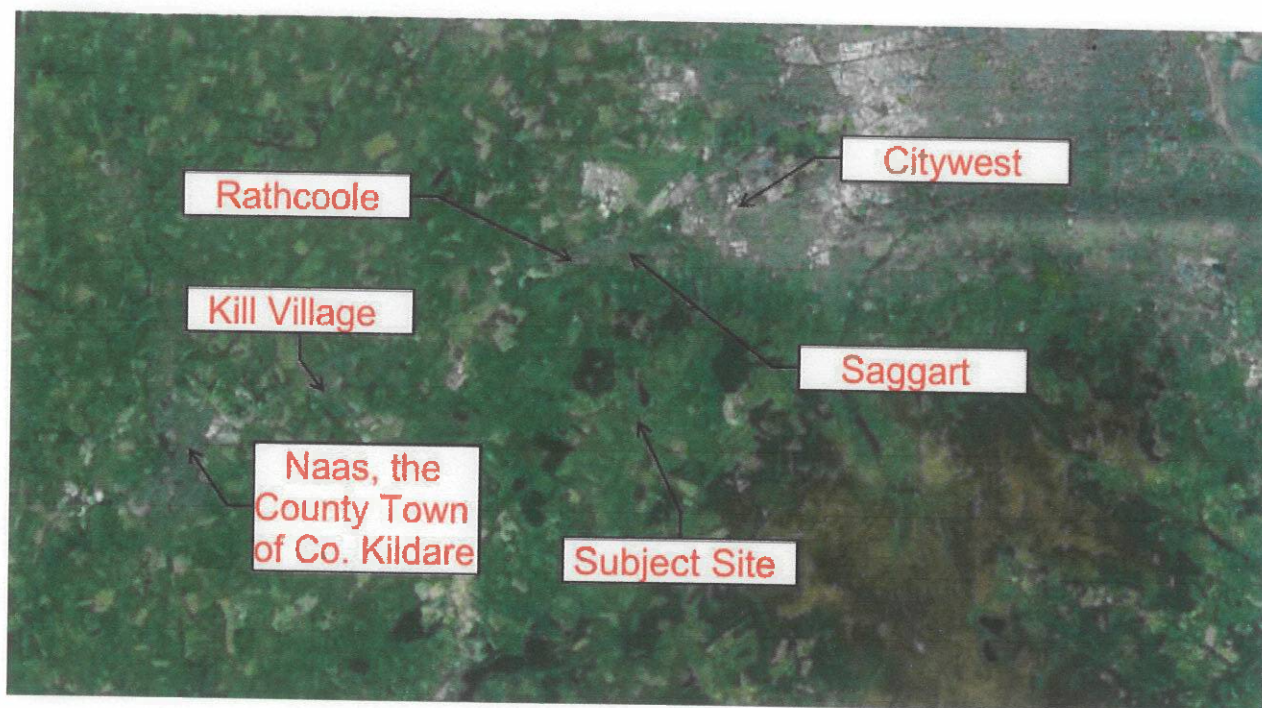 Citywest
Rathcoole
Kill Village
Saggart
Naas, the
County Town
of Co. Kildare
Subject Site